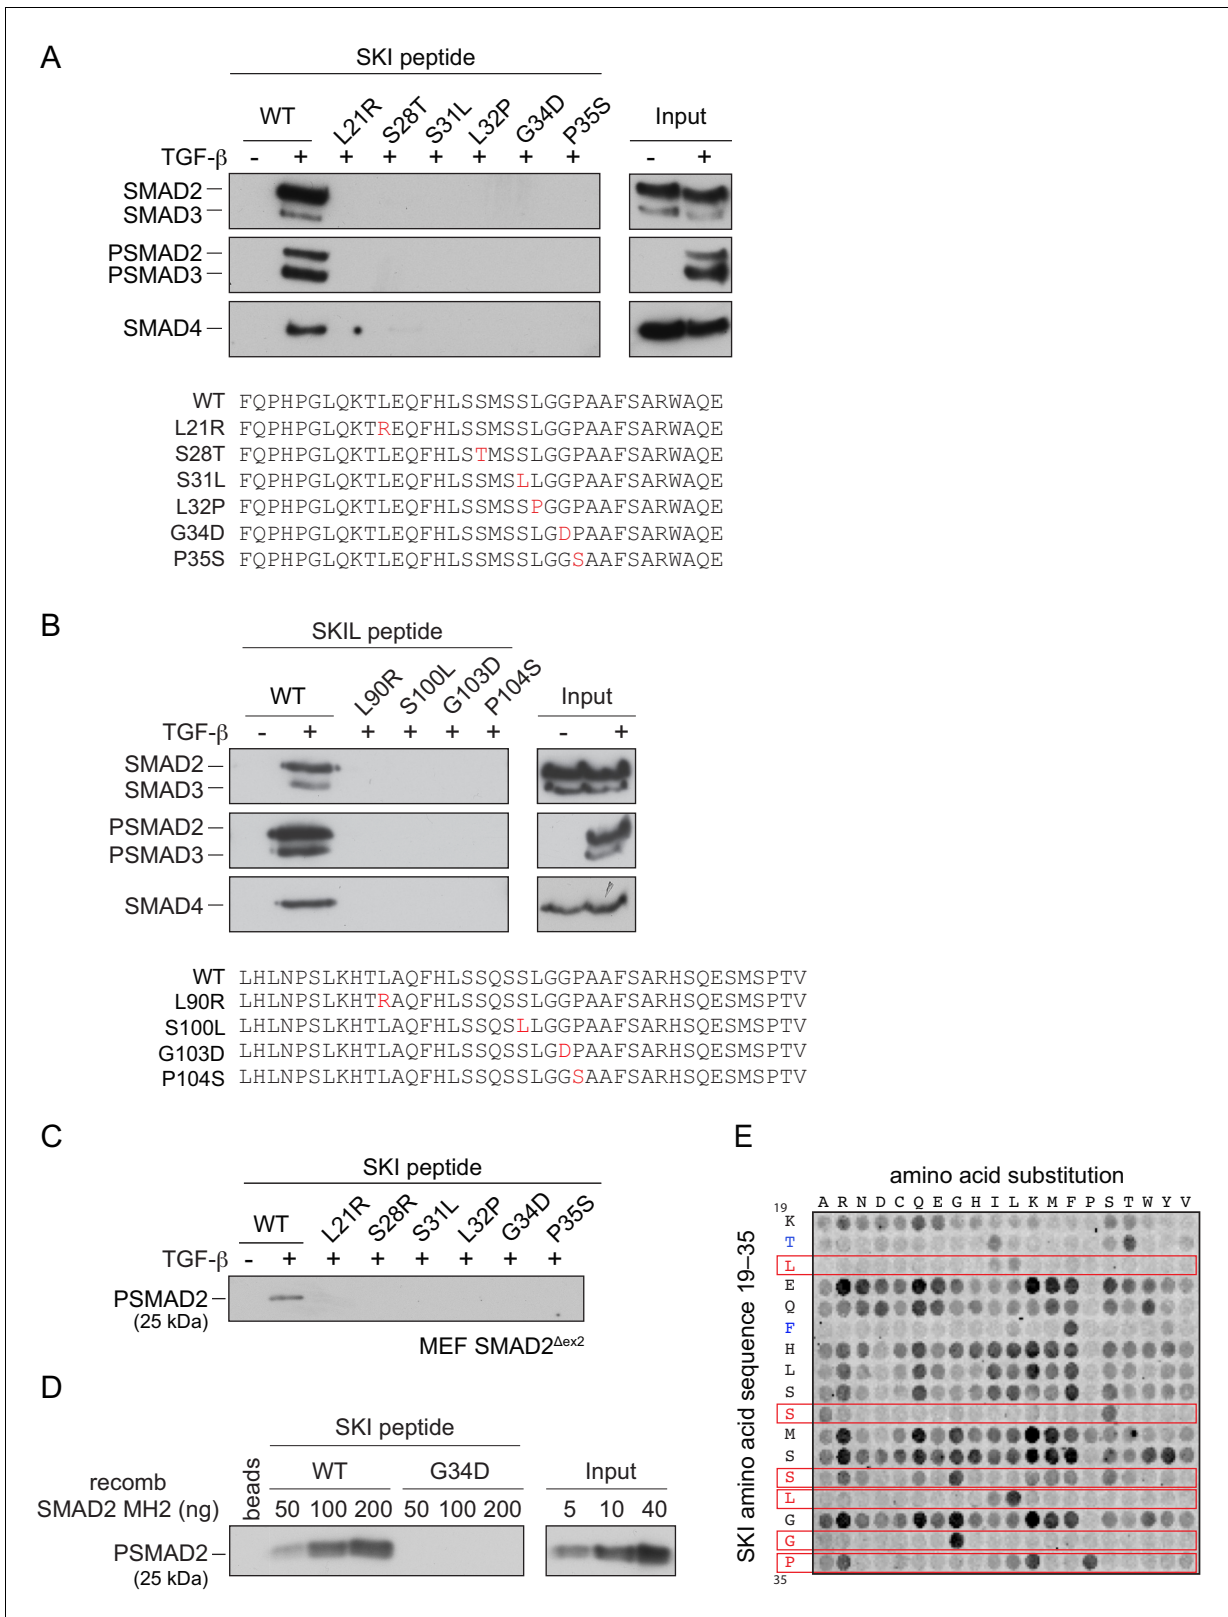 A
SKI peptide
WT L21R S28T S31L L32P G34D P35S Input
TGF-β - + + + + + + + - +
SMAD2
SMAD3
PSMAD2
PSMAD3
SMAD4
WT FQPHPGLQKTLEQFHLSSMSSLGGPAAFSARWAQE
L21R FQPHPGLQKTREQFHLSSMSSLGGPAAFSARWAQE
S28T FQPHPGLQKTLEQFHLSTMSSLGGPAAFSARWAQE
S31L FQPHPGLQKTLEQFHLSSMSLLGGPAAFSARWAQE
L32P FQPHPGLQKTLEQFHLSSMSSPGGPAAFSARWAQE
G34D FQPHPGLQKTLEQFHLSSMSSLGDPAAFSARWAQE
P35S FQPHPGLQKTLEQFHLSSMSSLGGSAAFSARWAQE
B
SKIL peptide
WT L90R S100L G103D P104S Input
TGF-β - + + + + + - +
SMAD2
SMAD3
PSMAD2
PSMAD3
SMAD4
WT LHLNPSLKHTLAQFHLSSQSSLGGPAAFSARHSQESMSPTV
L90R LHLNPSLKHTRAQFHLSSQSSLGGPAAFSARHSQESMSPTV
S100L LHLNPSLKHTLAQFHLSSQSLLGGPAAFSARHSQESMSPTV
G103D LHLNPSLKHTLAQFHLSSQSSLGDPAAFSARHSQESMSPTV
P104S LHLNPSLKHTLAQFHLSSQSSLGGSAAFSARHSQESMSPTV
C
SKI peptide
WT L21R S28R S31L L32P G34D P35S
TGF-β - + + + + + + +
PSMAD2
(25 kDa)
MEF SMAD2Δex2
D
SKI peptide
beads WT G34D Input
recomb
SMAD2 MH2 (ng) 50 100 200 50 100 200 5 10 40
PSMAD2
(25 kDa)
E
amino acid substitution
A R N D C Q E G H I L K M F P S T W Y V
SKI amino acid sequence 19–35
19
K
T
L
E
Q
F
H
L
S
S
M
S
S
L
G
G
P
35